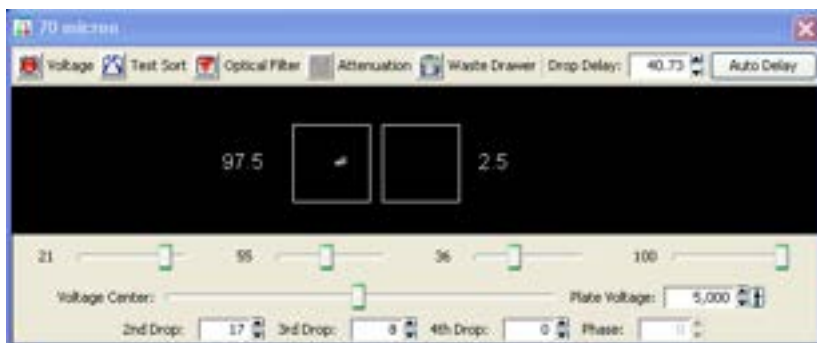 70 micron
Voltage Test Sort Optical Filter Attenuation Waste Drawer Drop Delay: 40.73 Auto Delay
97.5 2.5
21 55 36 100
Voltage Center: Plate Voltage: 5,000
2nd Drop: 17 3rd Drop: 8 4th Drop: 0 Phase: 0